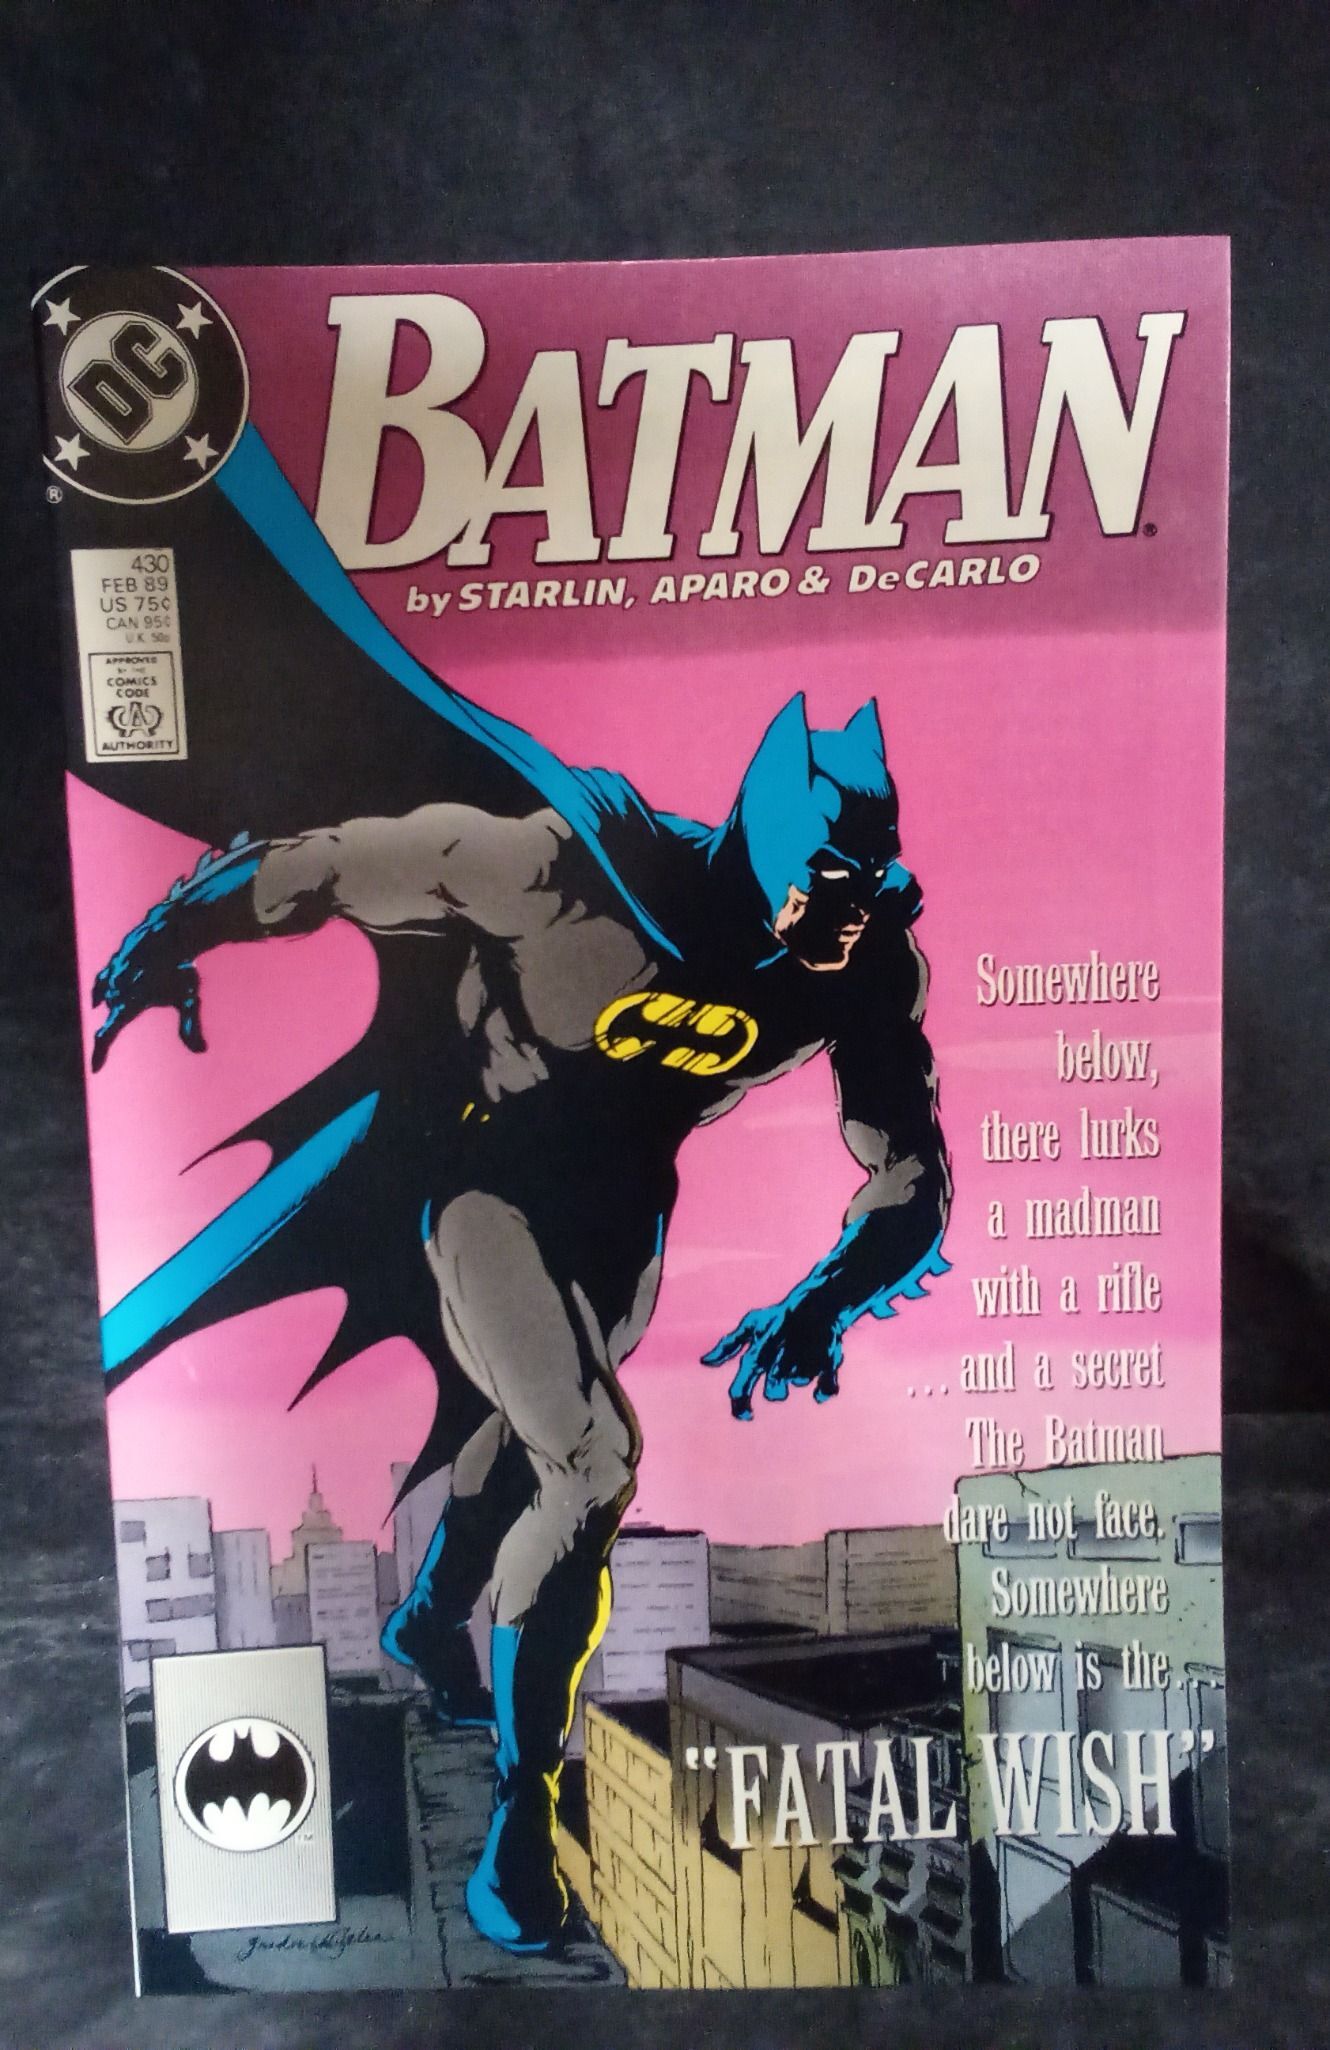 DC
®
BATMAN®
by STARLIN, APARO & DeCARLO
430
FEB 89
US 75¢
CAN 95¢
U.K. 50p
APPROVED
BY THE
COMICS
CODE
AUTHORITY
Somewhere
below,
there lurks
a madman
with a rifle
...and a secret
The Batman
dare not face.
Somewhere
below is the...
"FATAL WISH"
TM